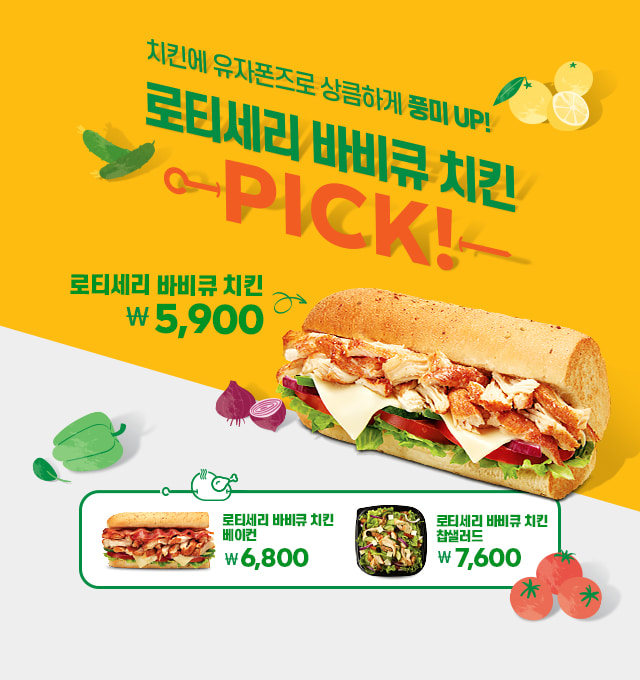 치킨에 유자폰즈로 상큼하게 풍미 UP!
로티세리 바비큐 치킨
PICK!
로티세리 바비큐 치킨
₩ 5,900
로티세리 바비큐 치킨
베이컨
₩ 6,800
로티세리 바비큐 치킨
찹샐러드
₩ 7,600